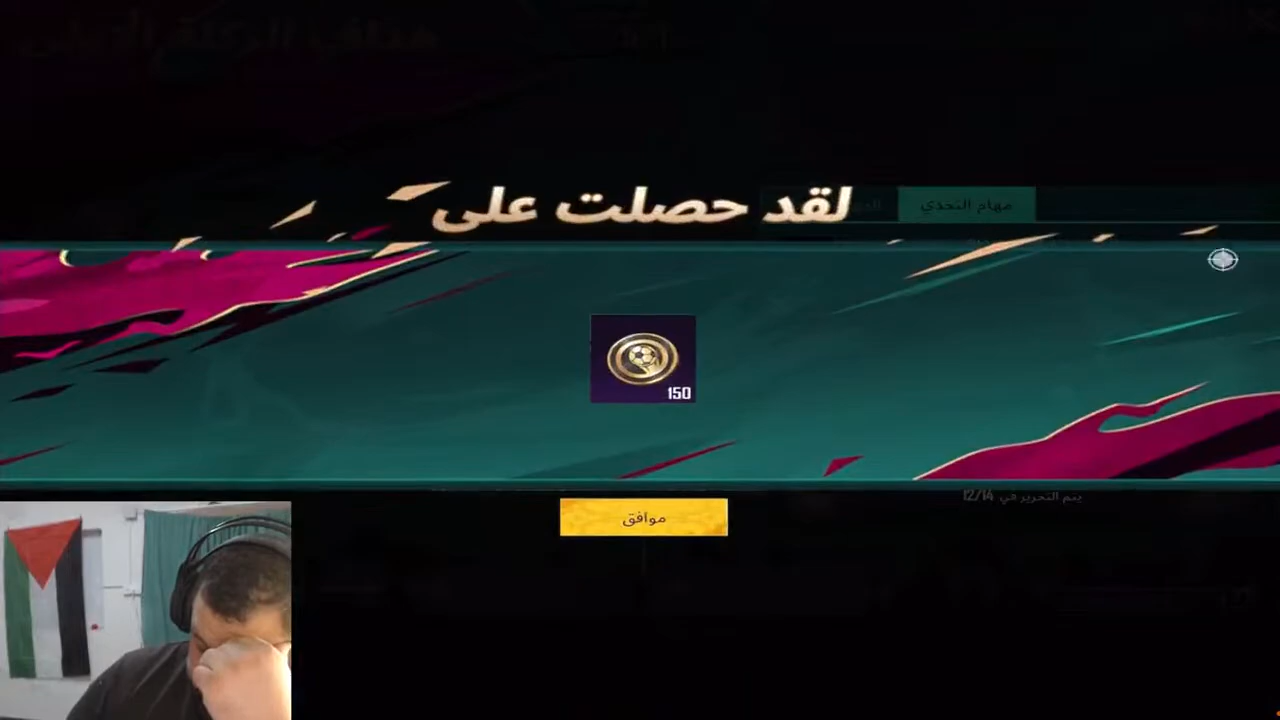 لقد حصلت على
مهام التحدي
150
يتم التحرير في 12/14
موافق